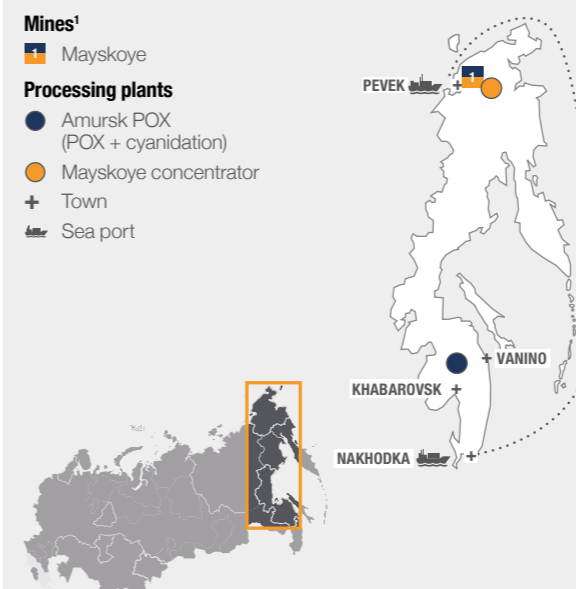 Mines¹
1 Mayskoye
Processing plants
Amursk POX
(POX + cyanidation)
Mayskoye concentrator
Town
Sea port
1
PEVEK
VANINO
KHABAROVSK
NAKHODKA